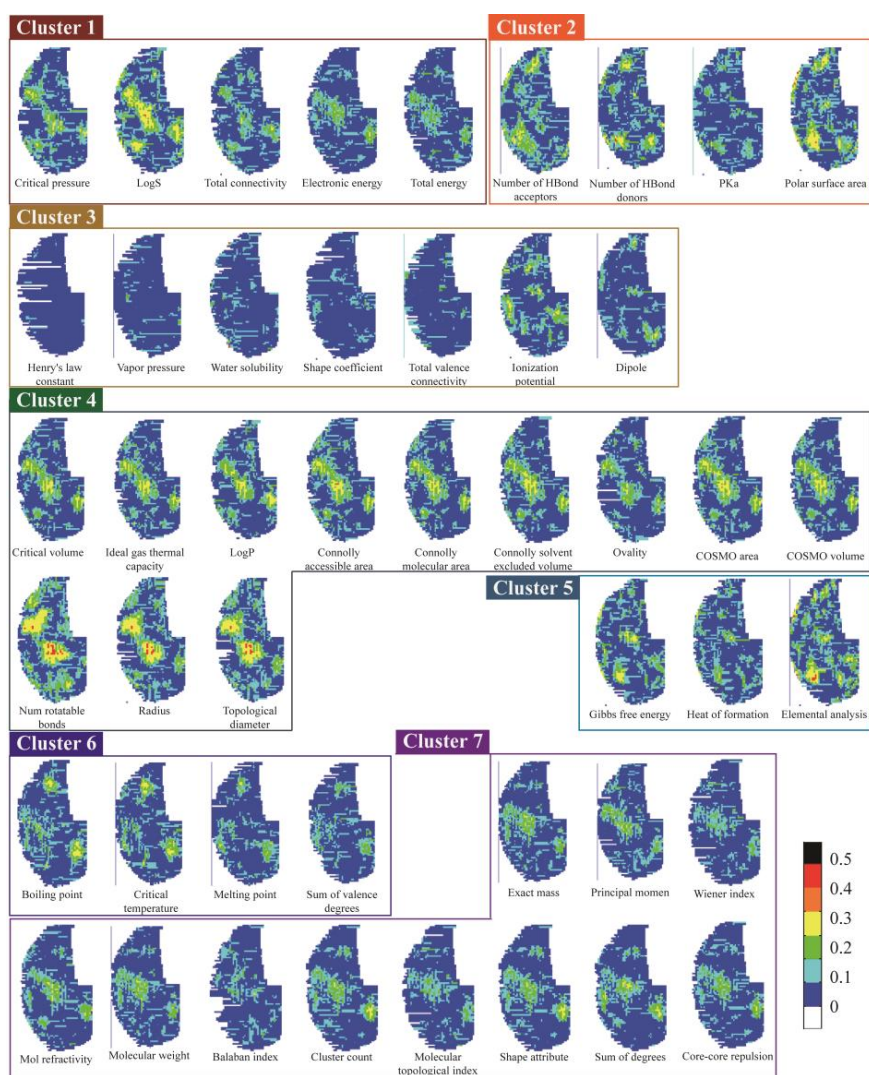 Cluster 1
Critical pressure
LogS
Total connectivity
Electronic energy
Total energy
Cluster 2
Number of HBond
acceptors
Number of HBond
donors
PKa
Polar surface area
Cluster 3
Henry's law
constant
Vapor pressure
Water solubility
Shape coefficient
Total valence
connectivity
Ionization
potential
Dipole
Cluster 4
Critical volume
Ideal gas thermal
capacity
LogP
Connolly
accessible area
Connolly
molecular area
Connolly solvent
excluded volume
Ovality
COSMO area
COSMO volume
Num rotatable
bonds
Radius
Topological
diameter
Cluster 5
Gibbs free energy
Heat of formation
Elemental analysis
Cluster 6
Boiling point
Critical
temperature
Melting point
Sum of valence
degrees
Cluster 7
Exact mass
Principal momen
Wiener index
Mol refractivity
Molecular weight
Balaban index
Cluster count
Molecular
topological index
Shape attribute
Sum of degrees
Core-core repulsion
0.5
0.4
0.3
0.2
0.1
0